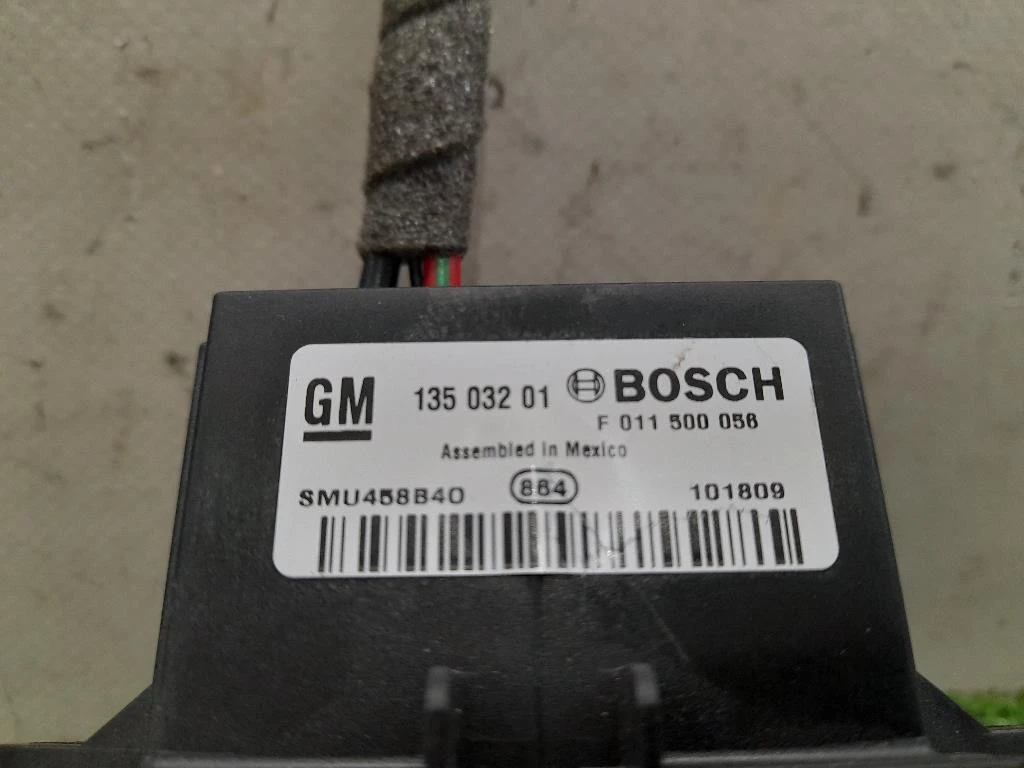 GM 135 032 01 BOSCH
F 011 500 056
Assembled in Mexico
SMU458B40 864 101809